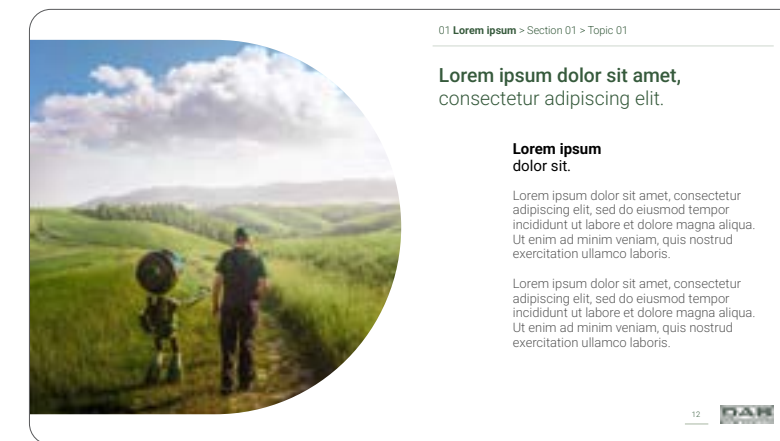 01 Lorem ipsum > Section 01 > Topic 01
Lorem ipsum dolor sit amet,
consectetur adipiscing elit.
Lorem ipsum
dolor sit.
Lorem ipsum dolor sit amet, consectetur
adipiscing elit, sed do eiusmod tempor
incididunt ut labore et dolore magna aliqua.
Ut enim ad minim veniam, quis nostrud
exercitation ullamco laboris.
Lorem ipsum dolor sit amet, consectetur
adipiscing elit, sed do eiusmod tempor
incididunt ut labore et dolore magna aliqua.
Ut enim ad minim veniam, quis nostrud
exercitation ullamco laboris.
12
DAB